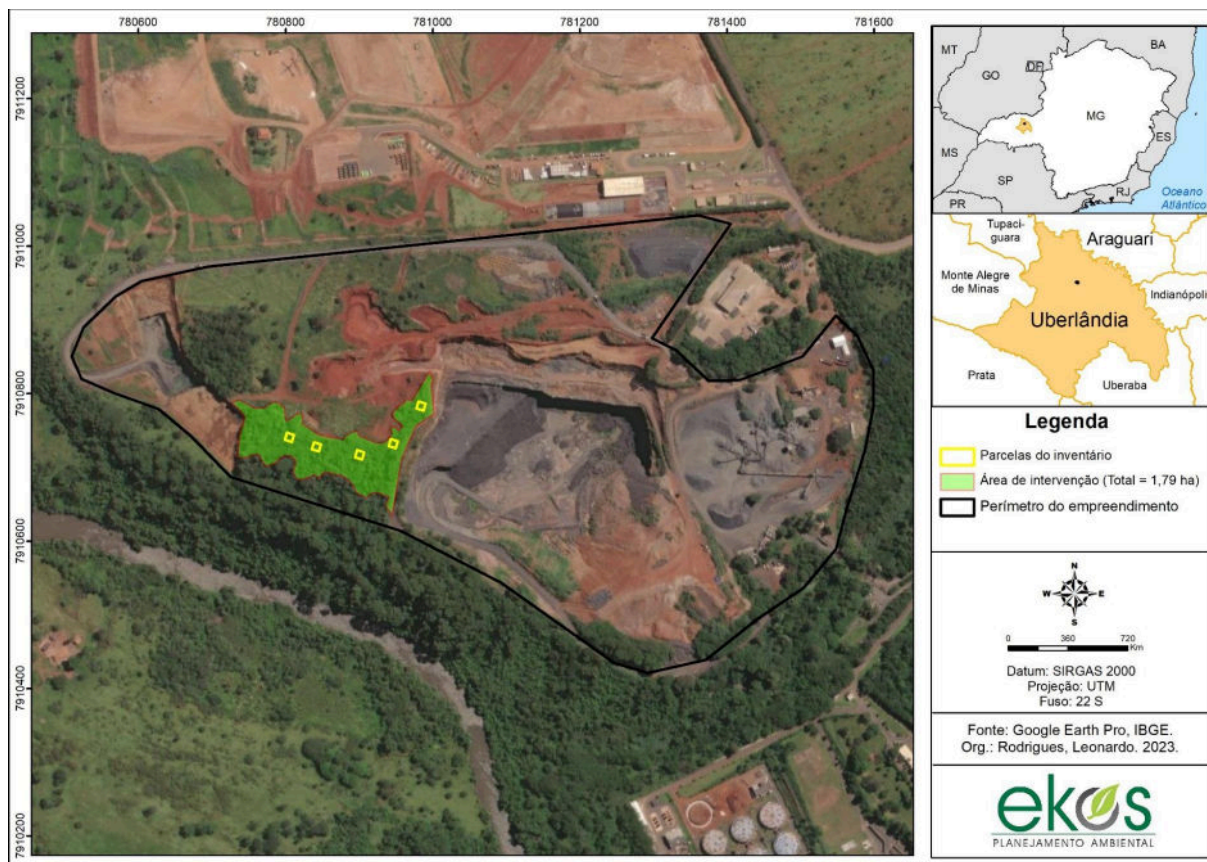 780600 780800 781000 781200 781400 781600
7911200
7911000
7910800
7910600
7910400
7910200
MT
BA
GO
DF
MG
MS
ES
SP
RJ
PR
Oceano
Atlântico
Tupaci-
guara
Araguari
Monte Alegre
de Minas
Indianópoli
Uberlândia
Prata
Uberaba
Legenda
Parcelas do inventário
Área de intervenção (Total = 1,79 ha)
Perímetro do empreendimento
N
W E
S
0 360 720
Km
Datum: SIRGAS 2000
Projeção: UTM
Fuso: 22 S
Fonte: Google Earth Pro, IBGE.
Org.: Rodrigues, Leonardo. 2023.
ekos
PLANEJAMENTO AMBIENTAL